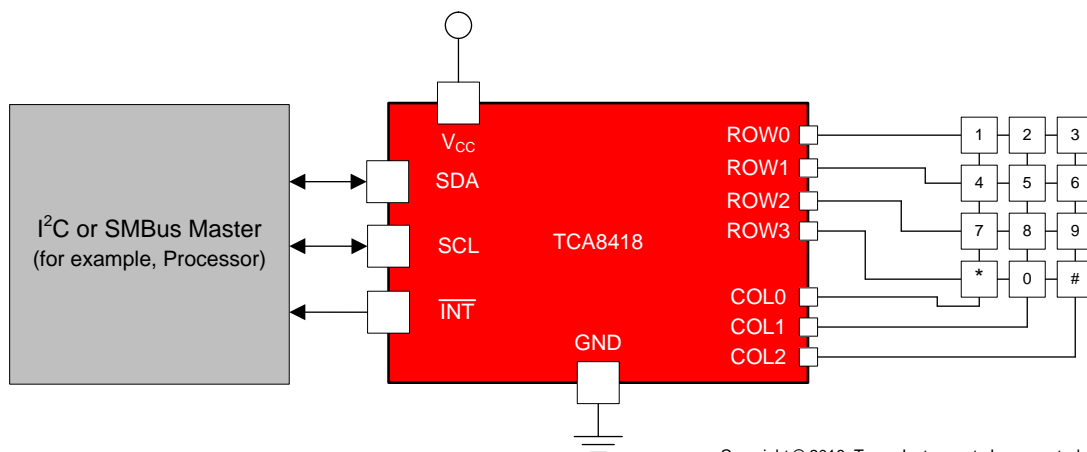 V_CC
SDA
SCL
INT
I²C or SMBus Master
(for example, Processor)
TCA8418
GND
ROW0
ROW1
ROW2
ROW3
COL0
COL1
COL2
1 2 3
4 5 6
7 8 9
* 0 #